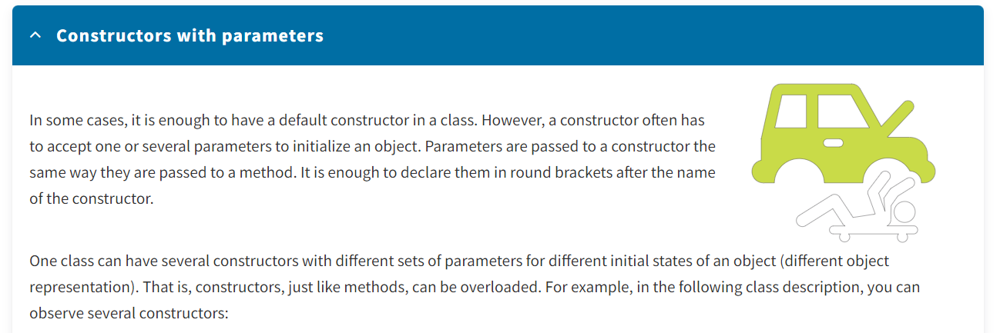 Constructors with parameters
In some cases, it is enough to have a default constructor in a class. However, a constructor often has
to accept one or several parameters to initialize an object. Parameters are passed to a constructor the
same way they are passed to a method. It is enough to declare them in round brackets after the name
of the constructor.
One class can have several constructors with different sets of parameters for different initial states of an object (different object
representation). That is, constructors, just like methods, can be overloaded. For example, in the following class description, you can
observe several constructors: